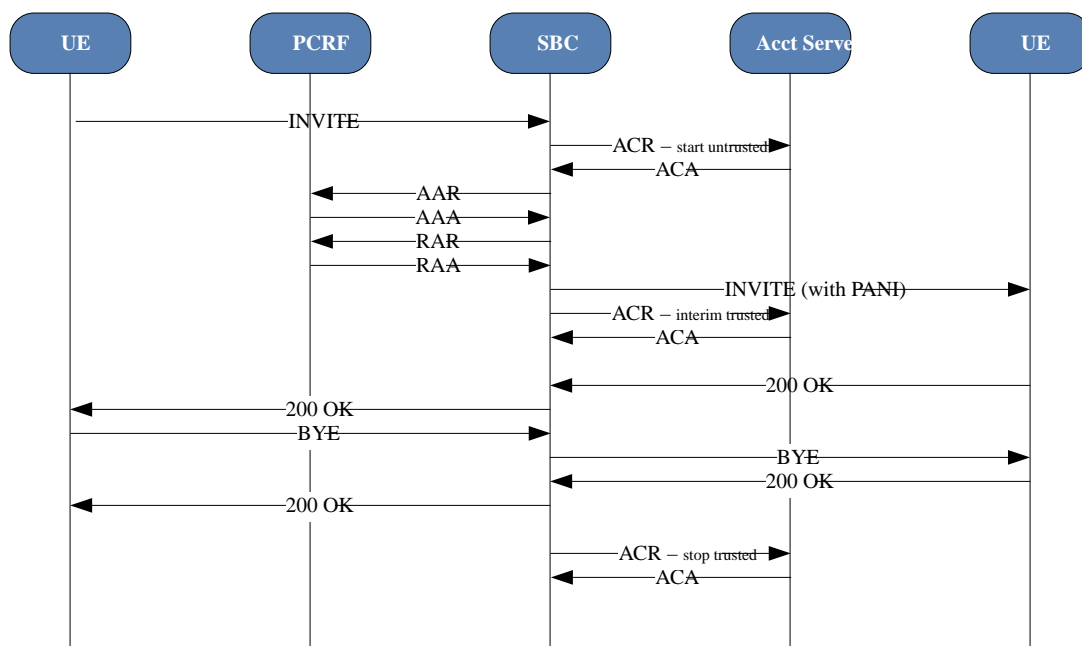 UE PCRF SBC Acct Serve UE
INVITE
ACR – start untrusted
ACA
AAR
AAA
RAR
RAA
INVITE (with PANI)
ACR – interim trusted
ACA
200 OK
200 OK
BYE
BYE
200 OK
200 OK
ACR – stop trusted
ACA